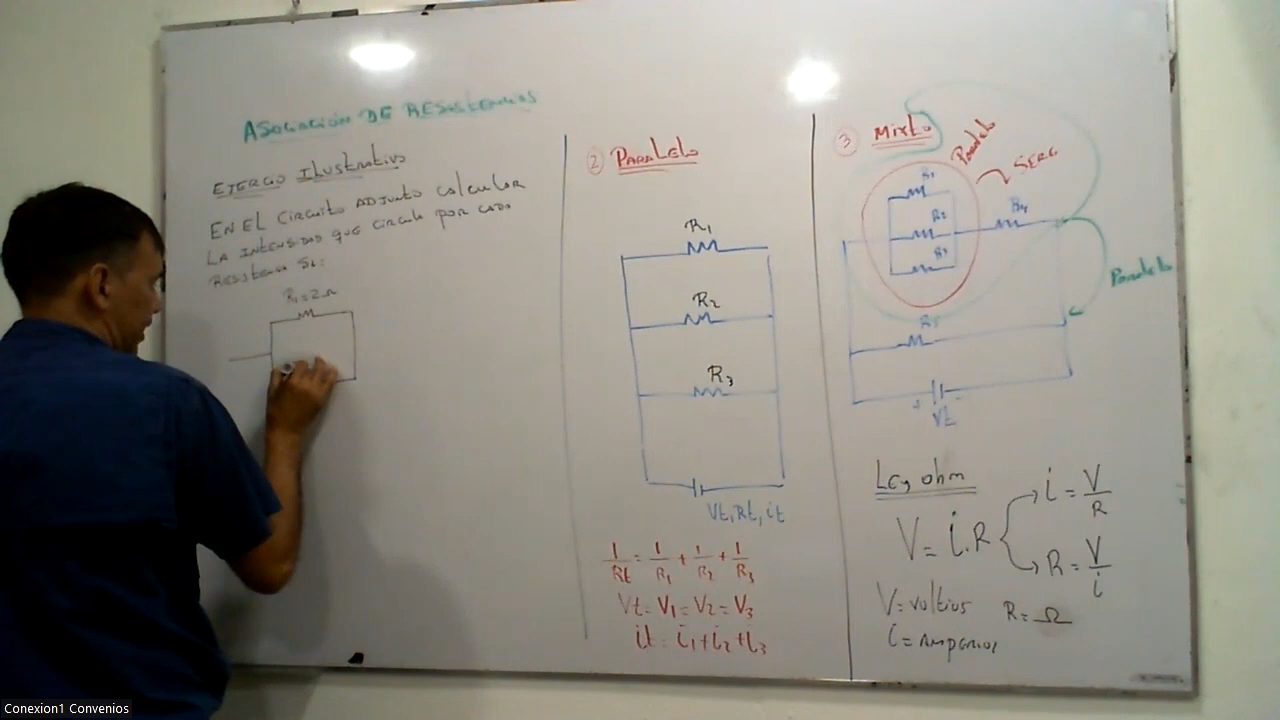 ASOCIACIÓN DE RESISTENCIAS
EJERCICIO ILUSTRATIVO
EN EL CIRCUITO ADJUNTO CALCULAR
LA INTENSIDAD QUE CIRCULA POR CADA
RESISTENCIA SI:
R1=2Ω
2 PARALELO
R1
R2
R3
Vt, Rt, it
1/Rt = 1/R1 + 1/R2 + 1/R3
Vt = V1 = V2 = V3
it = i1 + i2 + i3
3 MIXTO
Paralelo
SERIE
R1
R2
R3
R4
Paralelo
R5
+ -
Vt
Ley ohm
V = i.R
i = V/R
R = V/i
V = voltios
R = Ω
i = amperios
Conexion1 Convenios